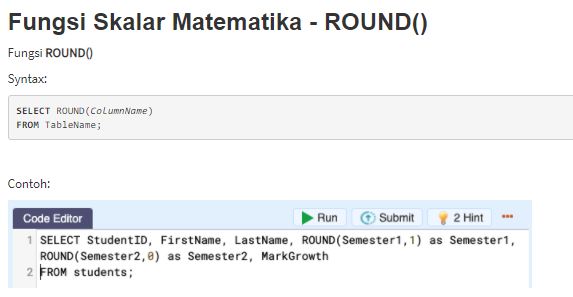 Fungsi Skalar Matematika - ROUND()
Fungsi ROUND()
Syntax:
SELECT ROUND(ColumnName)
FROM TableName;
Contoh:
Code Editor Run Submit 2 Hint
1 SELECT StudentID, FirstName, LastName, ROUND(Semester1,1) as Semester1,
ROUND(Semester2,0) as Semester2, MarkGrowth
2 FROM students;